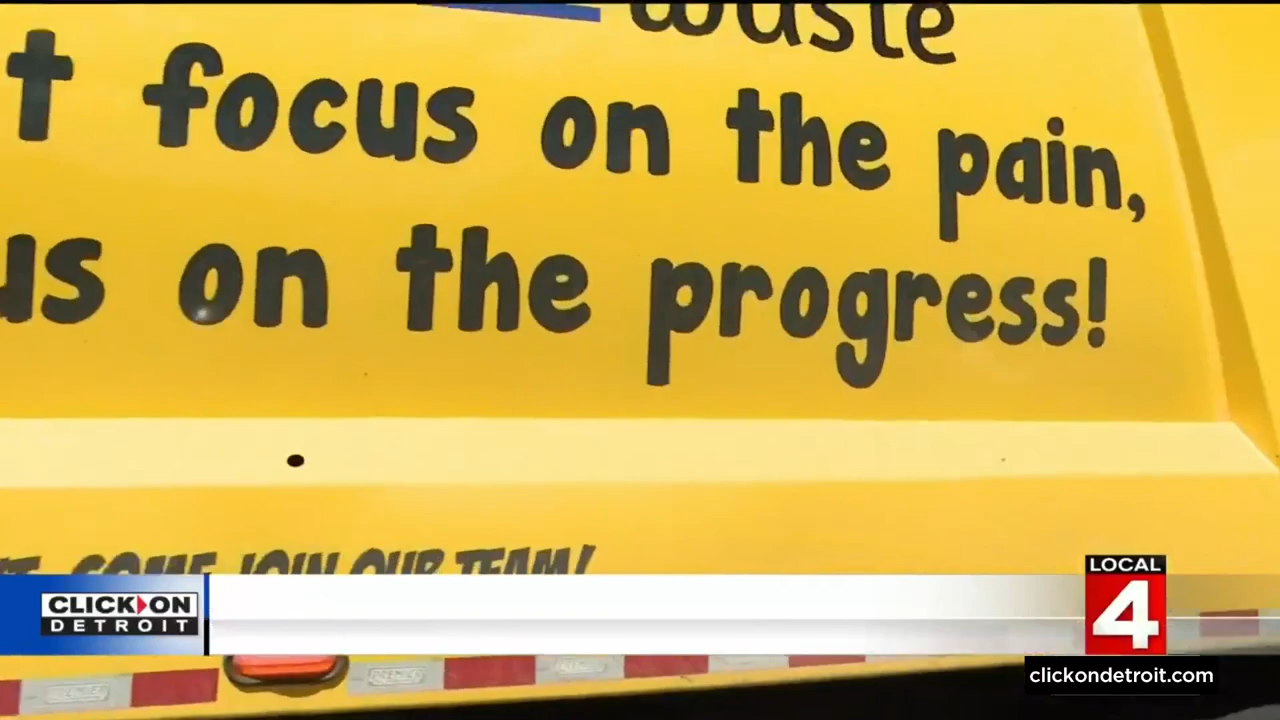 waste
t focus on the pain,
us on the progress!
COME JOIN OUR TEAM!
CLICK ON
DETROIT
LOCAL
4
clickondetroit.com